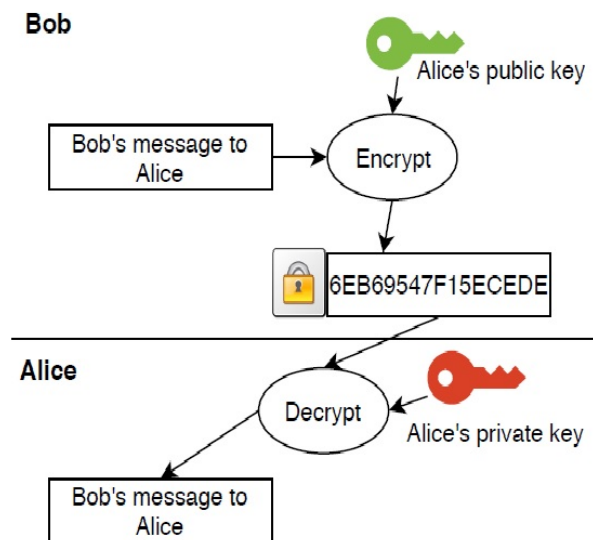 Bob
Alice's public key
Bob's message to
Alice
Encrypt
6EB69547F15ECEDE
Alice
Decrypt
Alice's private key
Bob's message to
Alice